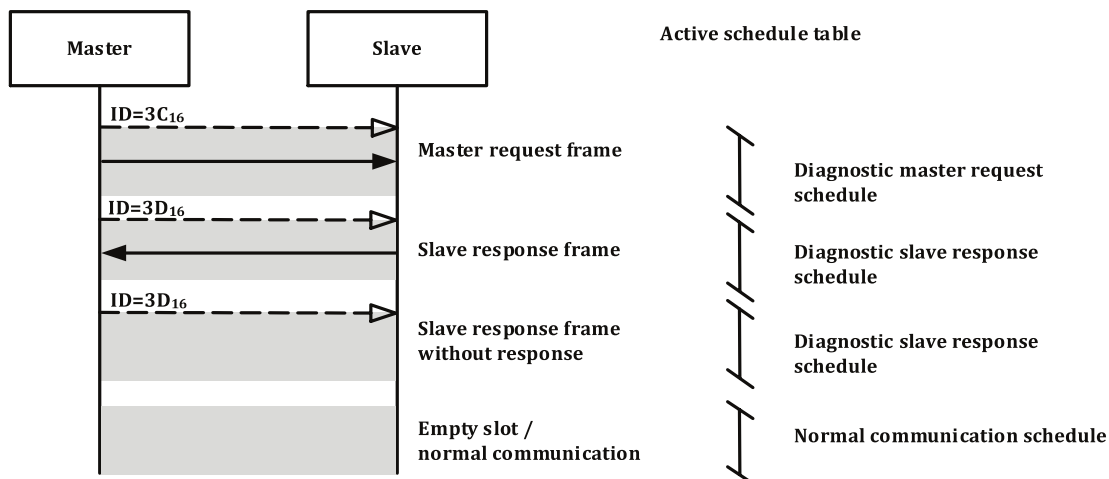 Master
Slave
Active schedule table
ID=3C₁₆
Master request frame
Diagnostic master request
schedule
ID=3D₁₆
Slave response frame
Diagnostic slave response
schedule
ID=3D₁₆
Slave response frame
without response
Diagnostic slave response
schedule
Empty slot /
normal communication
Normal communication schedule